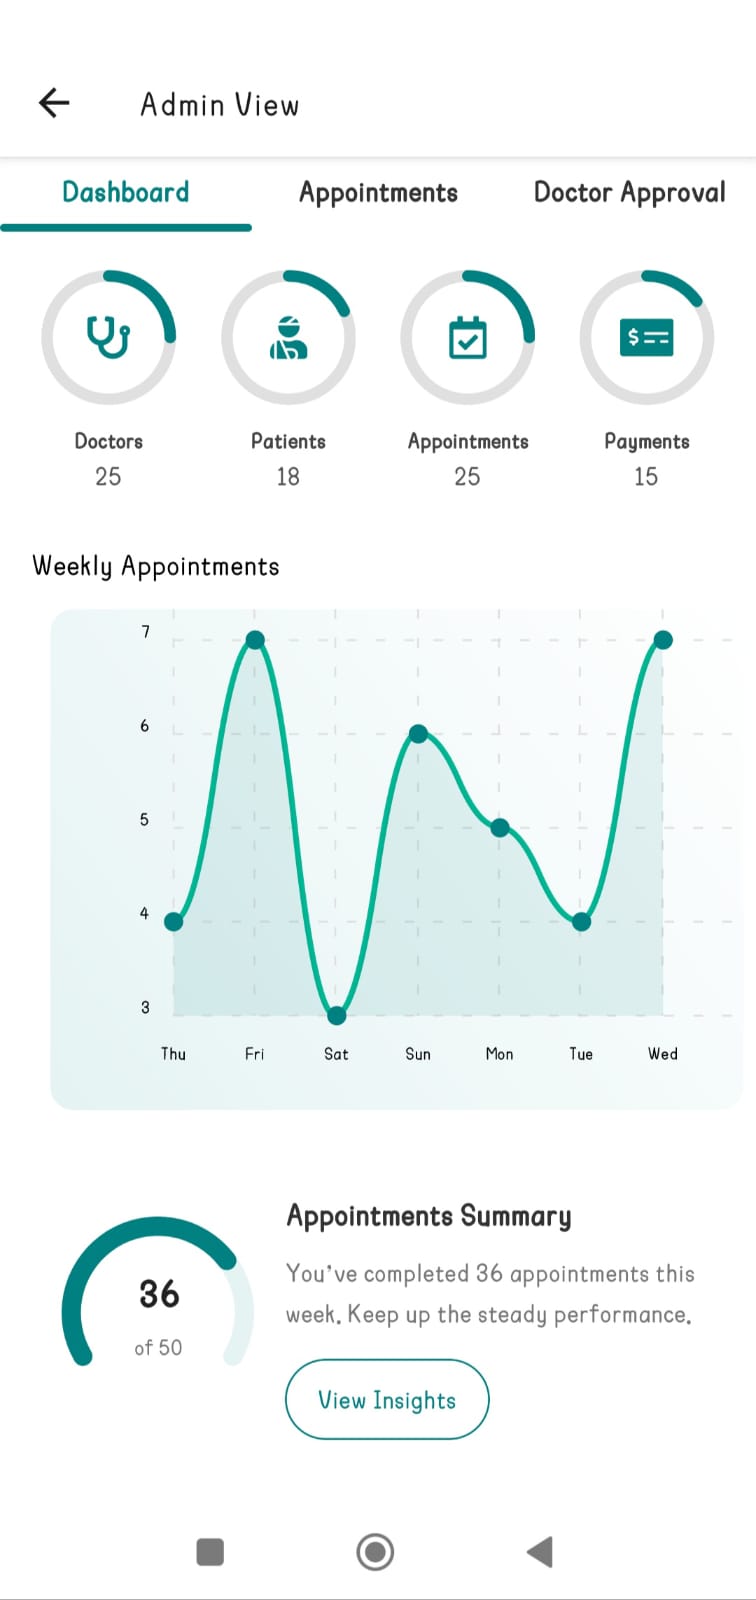 Admin View
Dashboard Appointments Doctor Approval
$
Doctors Patients Appointments Payments
25 18 25 15
Weekly Appointments
7
6
5
4
3
Thu Fri Sat Sun Mon Tue Wed
Appointments Summary
You've completed 36 appointments this
week. Keep up the steady performance.
36
of 50
View Insights